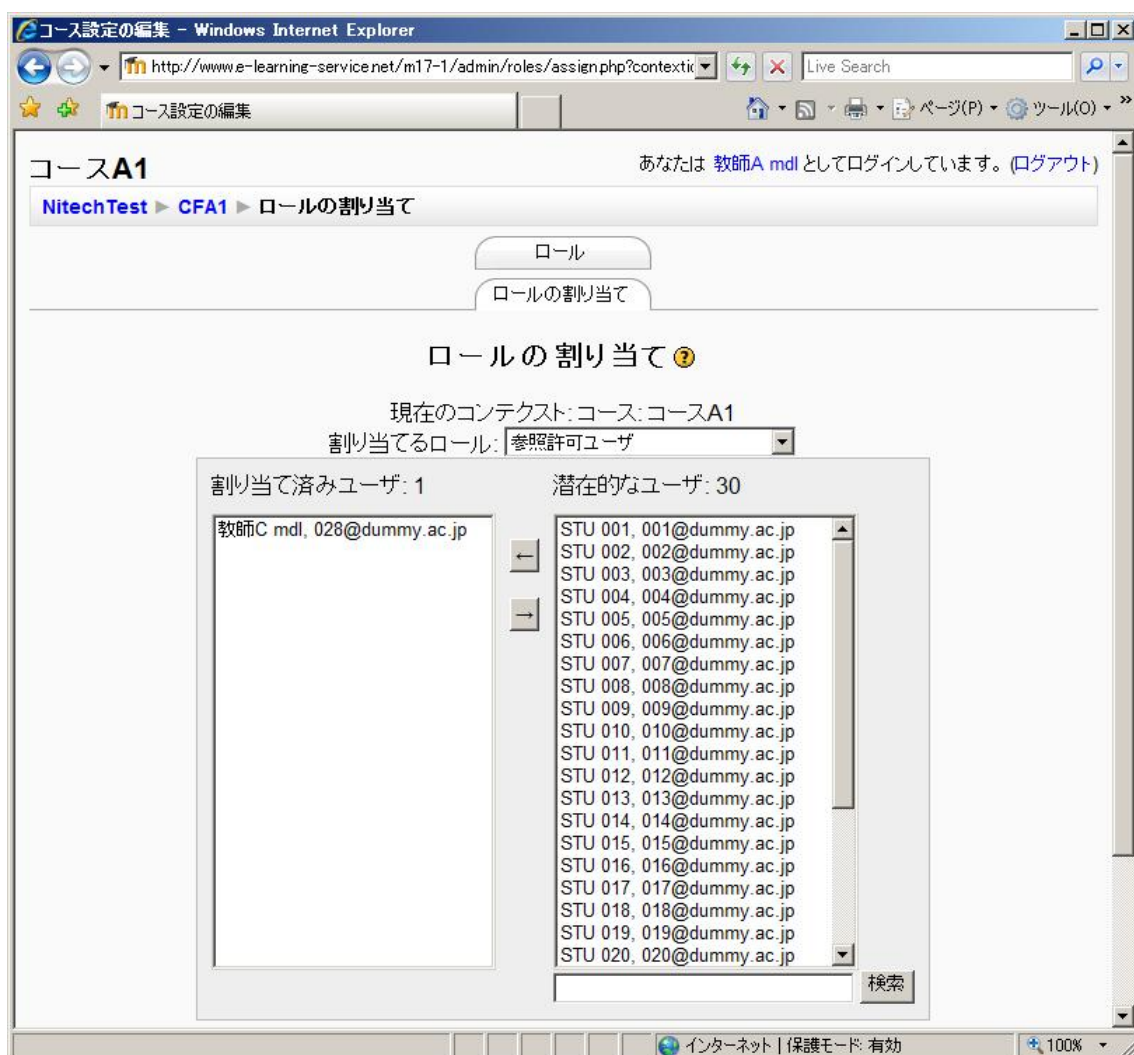 コース設定の編集 - Windows Internet Explorer
http://www.e-learning-service.net/m17-1/admin/roles/assign.php?contextic
Live Search
コース設定の編集
ページ(P)
ツール(O)
»
コースA1
あなたは 教師A mdl としてログインしています。(ログアウト)
NitechTest ► CFA1 ► ロールの割り当て
ロール
ロールの割り当て
ロールの割り当て ?
現在のコンテクスト: コース: コースA1
割り当てるロール: 参照許可ユーザ
割り当て済みユーザ: 1
潜在的なユーザ: 30
教師C mdl, 028@dummy.ac.jp
←
→
STU 001, 001@dummy.ac.jp
STU 002, 002@dummy.ac.jp
STU 003, 003@dummy.ac.jp
STU 004, 004@dummy.ac.jp
STU 005, 005@dummy.ac.jp
STU 006, 006@dummy.ac.jp
STU 007, 007@dummy.ac.jp
STU 008, 008@dummy.ac.jp
STU 009, 009@dummy.ac.jp
STU 010, 010@dummy.ac.jp
STU 011, 011@dummy.ac.jp
STU 012, 012@dummy.ac.jp
STU 013, 013@dummy.ac.jp
STU 014, 014@dummy.ac.jp
STU 015, 015@dummy.ac.jp
STU 016, 016@dummy.ac.jp
STU 017, 017@dummy.ac.jp
STU 018, 018@dummy.ac.jp
STU 019, 019@dummy.ac.jp
STU 020, 020@dummy.ac.jp
検索
インターネット | 保護モード: 有効
100%